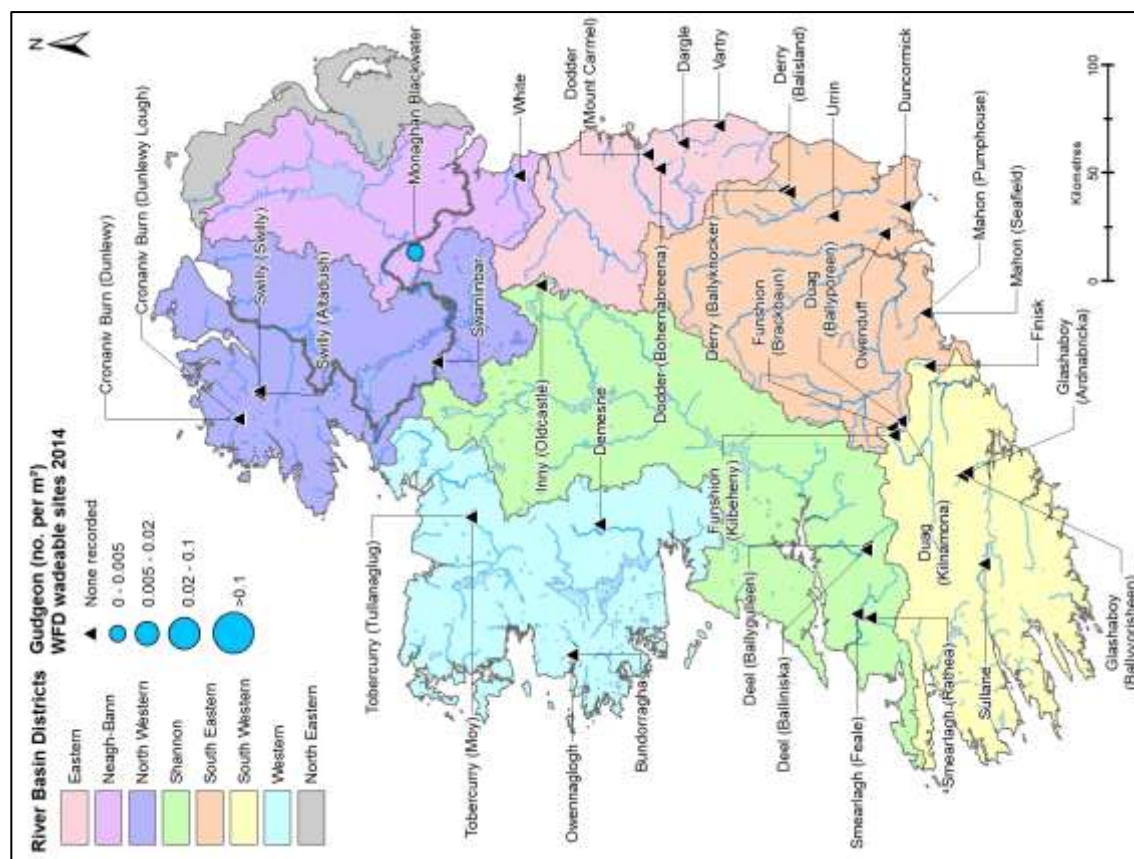 N
River Basin Districts
Eastern
Neagh-Bann
North Western
Shannon
South Eastern
South Western
Western
North Eastern
Gudgeon (no. per m²)
WFD wadeable sites 2014
None recorded
0 - 0.005
0.005 - 0.02
0.02 - 0.1
>0.1
Cronaniv Burn (Dunlewy)
Cronaniv Burn (Dunlewy Lough)
Swilly (Swilly)
Swilly (Altadush)
Swanlinbar
Monaghan Blackwater
White
Tobercurry (Tullanaglug)
Tobercurry (Moy)
Owennaglogh
Bundorragha
Inny (Oldcastle)
Demesne
Dodder (Bohernabreena)
Dodder
(Mount Carmel)
Dargle
Vartry
Derry
(Balisland)
Urrin
Duncormick
Derry (Ballyknocker)
Funshion
(Brackbaun)
Duag
(Ballyporeen)
Owenduff
Mahon (Pumphouse)
Mahon (Seafield)
Finisk
Glashaboy
(Ardnabricka)
Funshion
(Kilbeheny)
Duag
(Kilnamona)
Deel (Ballygulleen)
Deel (Balliniska)
Smearlagh (Feale)
Smearlagh (Rathea)
Sullane
Glashaboy
(Ballyvorisheen)
0
50
100
Kilometres